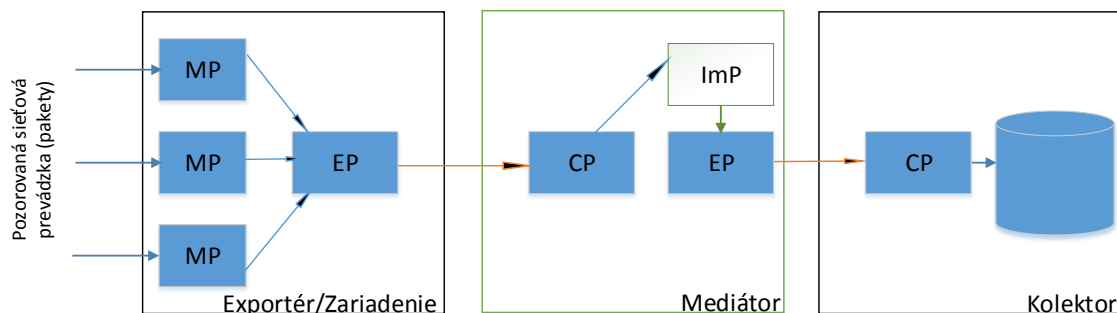 Pozorovaná sieťová
prevádzka (pakety)
MP
MP
MP
EP
Exportér/Zariadenie
ImP
CP
EP
Mediátor
CP
Kolektor